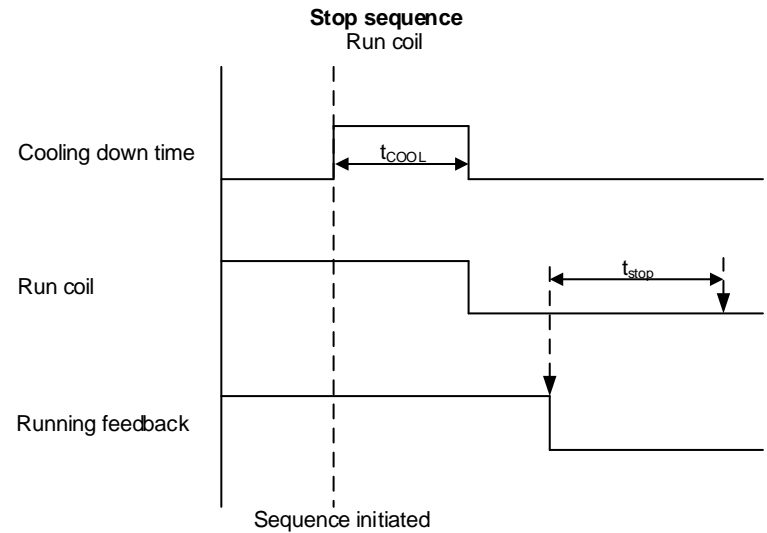 Stop sequence
Run coil
Cooling down time
tCOOL
Run coil
tstop
Running feedback
Sequence initiated